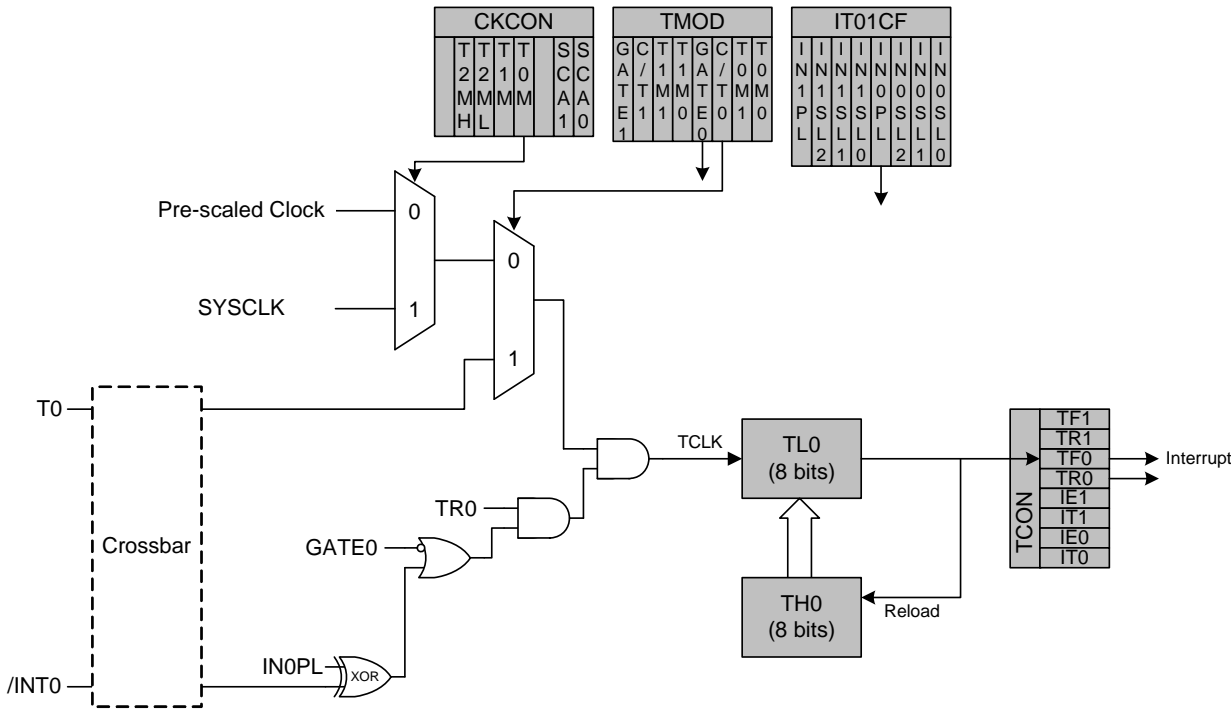 CKCON
T2MH
T2ML
T1M
T0M
SCA1
SCA0
TMOD
GATE1
C/T1
T1M1
T1M0
GATE0
C/T0
T0M1
T0M0
IT01CF
IN1PL
IN1SL2
IN1SL1
IN1SL0
IN0PL
IN0SL2
IN0SL1
IN0SL0
Pre-scaled Clock
0
SYSCLK
1
0
1
T0
Crossbar
/INT0
TR0
GATE0
IN0PL
XOR
TCLK
TL0
(8 bits)
TH0
(8 bits)
Reload
TCON
TF1
TR1
TF0
TR0
IE1
IT1
IE0
IT0
Interrupt